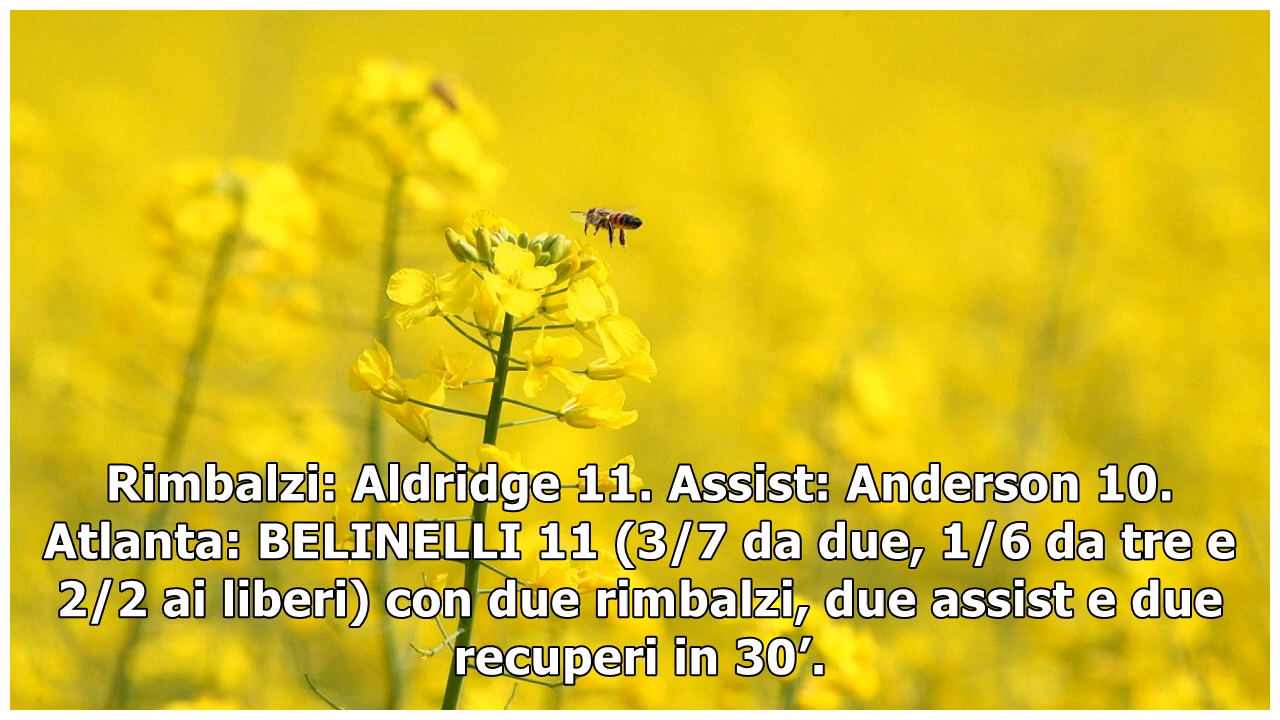 Rimbalzi: Aldridge 11. Assist: Anderson 10.
Atlanta: BELINELLI 11 (3/7 da due, 1/6 da tre e
2/2 ai liberi) con due rimbalzi, due assist e due
recuperi in 30’.